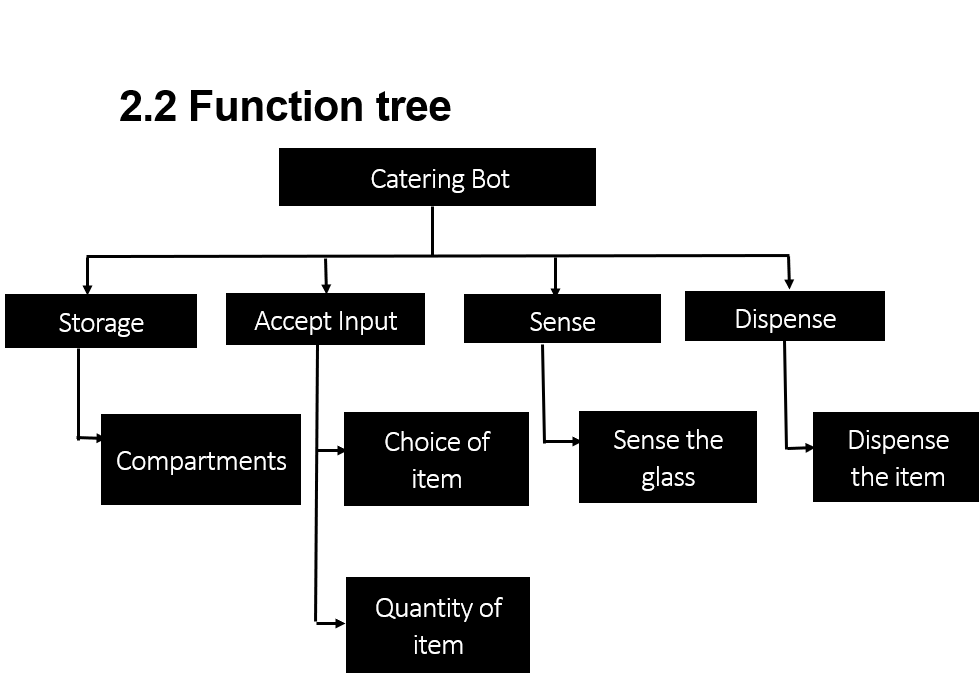 2.2 Function tree
Catering Bot
Storage
Accept Input
Sense
Dispense
Compartments
Choice of
item
Sense the
glass
Dispense
the item
Quantity of
item